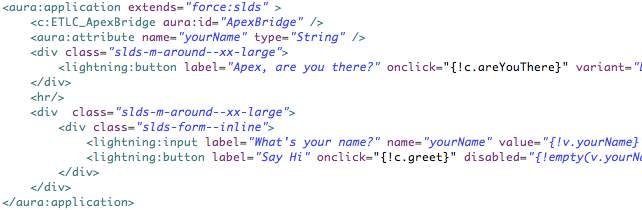 <aura:application extends="force:slds" >
<c:ETLC_ApexBridge aura:id="ApexBridge" />
<aura:attribute name="yourName" type="String" />
<div class="slds-m-around--xx-large">
<lightning:button label="Apex, are you there?" onclick="{!c.areYouThere}" variant="
</div>
<hr/>
<div  class="slds-m-around--xx-large">
<div class="slds-form--inline">
<lightning:input label="What's your name?" name="yourName" value="{!v.yourName}
<lightning:button label="Say Hi" onclick="{!c.greet}" disabled="{!empty(v.yourNa
</div>
</div>
</aura:application>